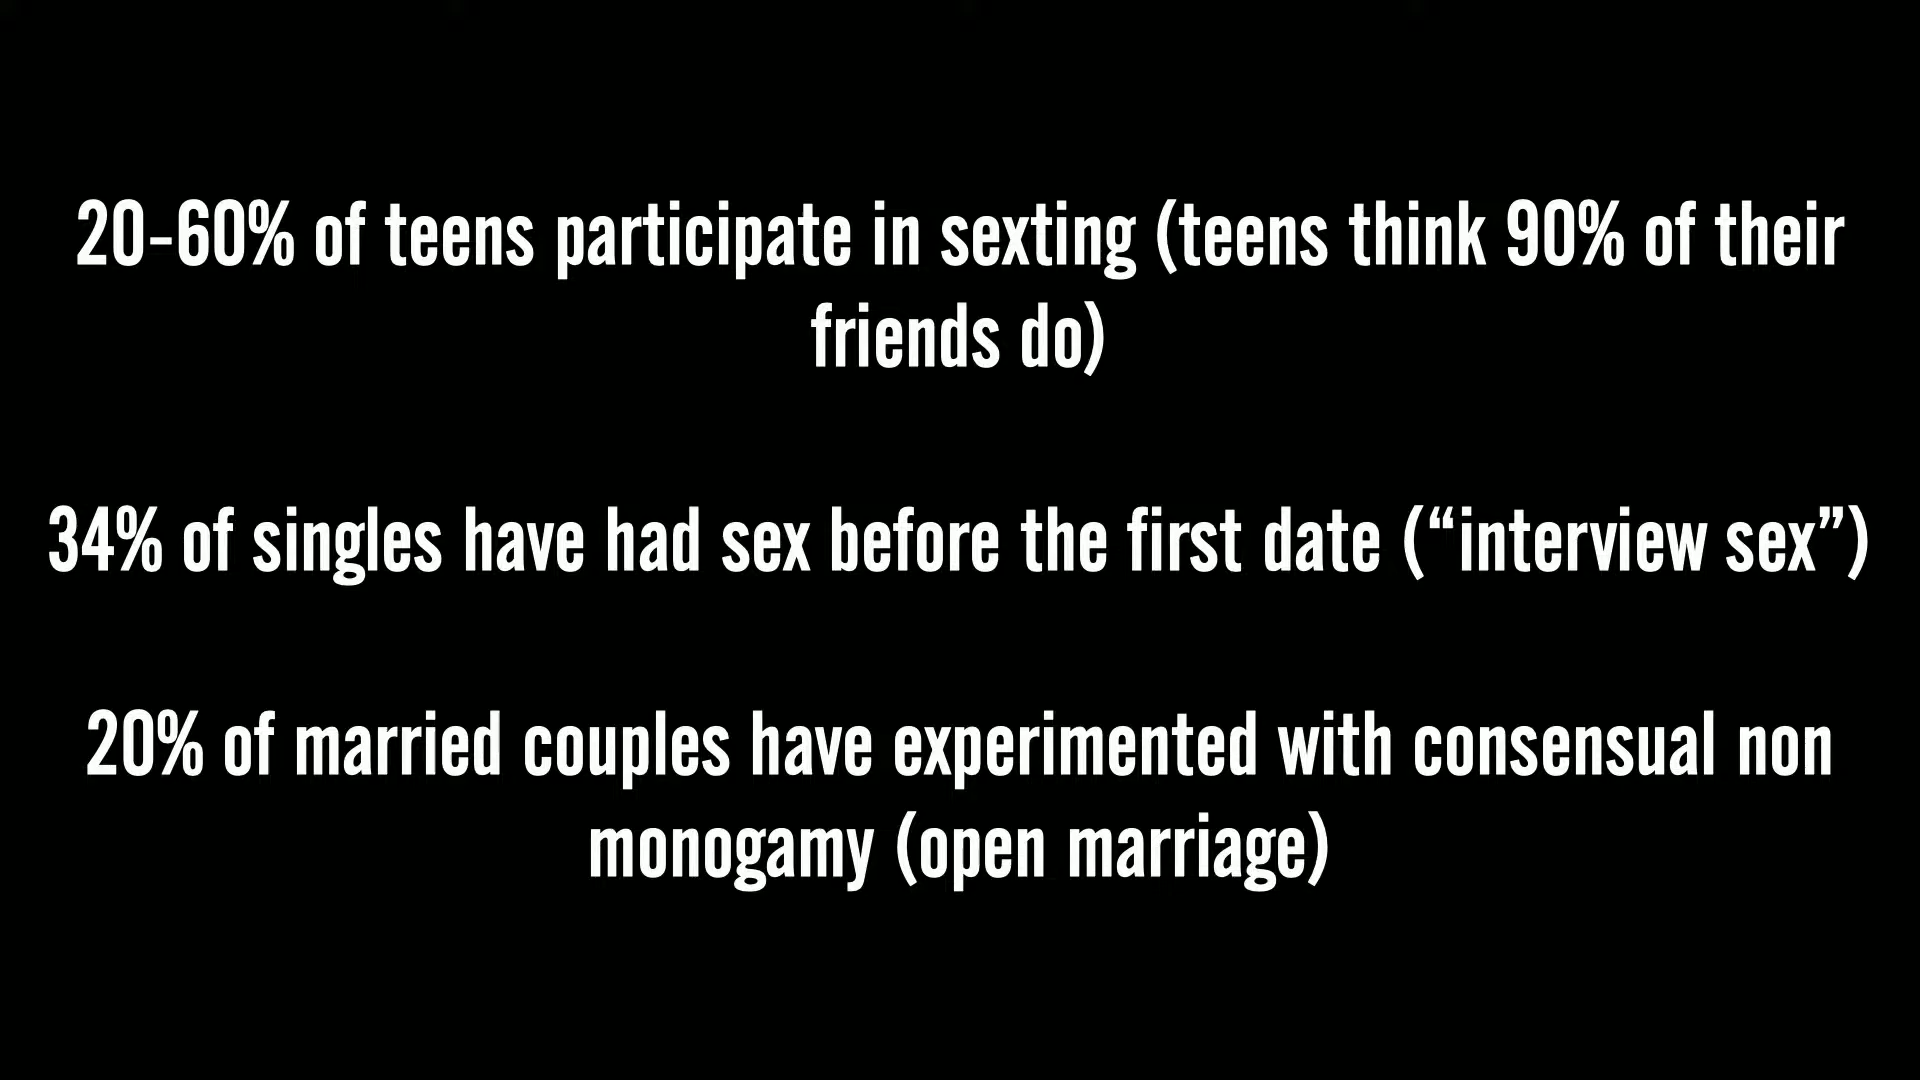 20-60% of teens participate in sexting (teens think 90% of their
friends do)
34% of singles have had sex before the first date (“interview sex”)
20% of married couples have experimented with consensual non
monogamy (open marriage)